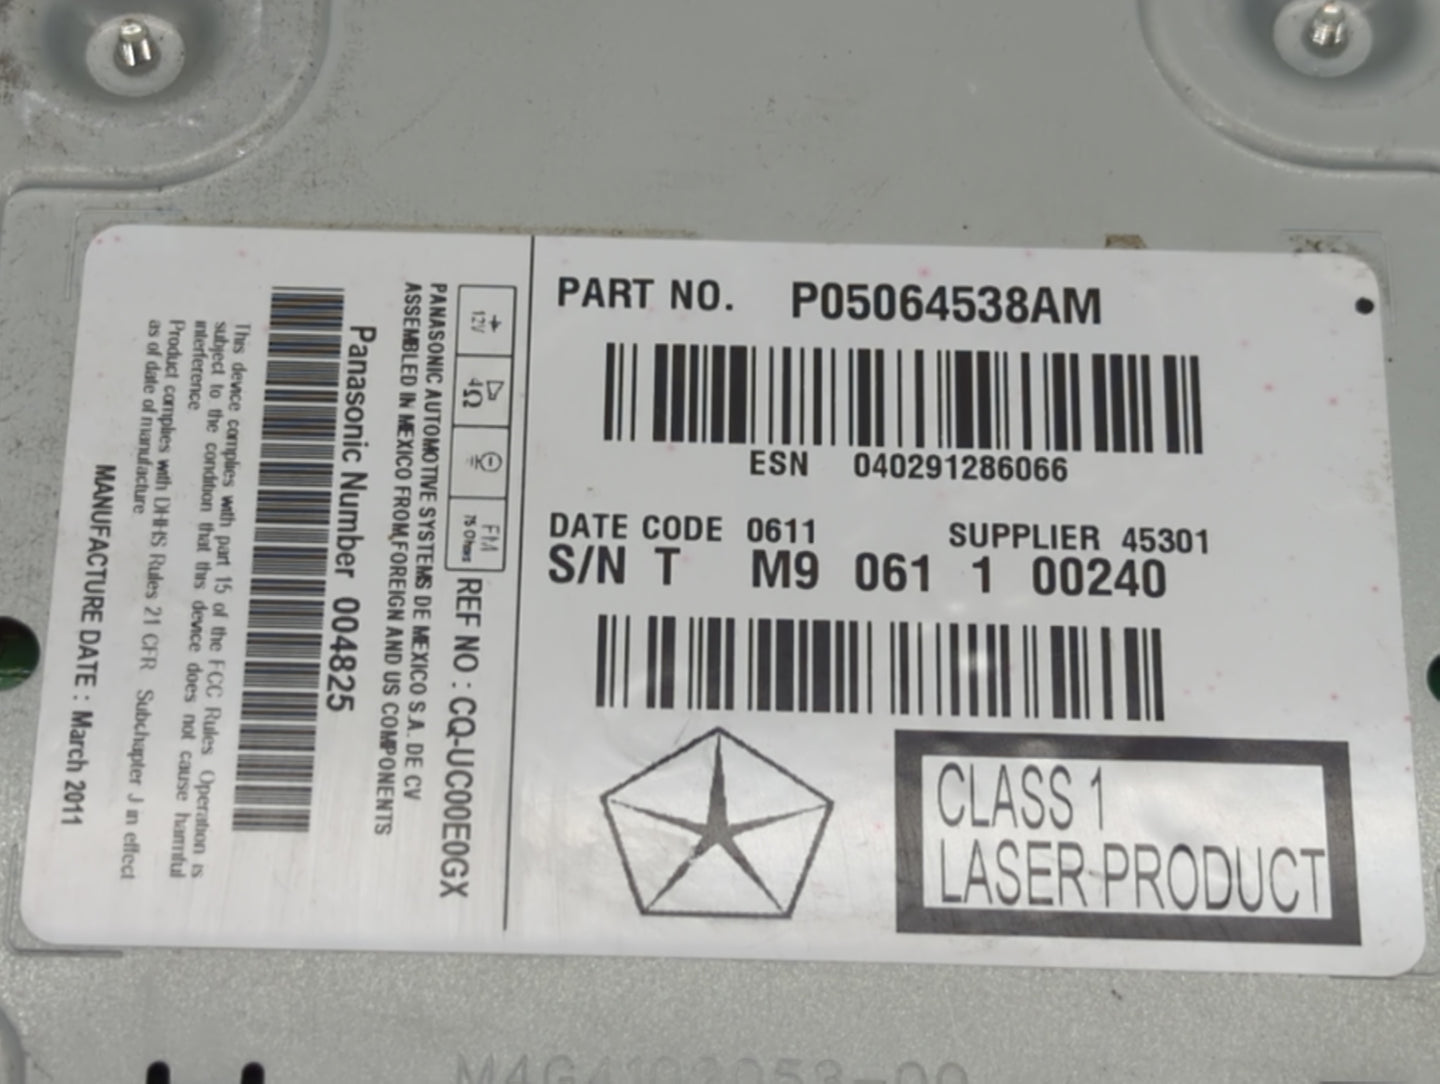 PART NO. P05064538AM
ESN 040291286066
DATE CODE 0611 SUPPLIER 45301
S/N T M9 061 1 00240
CLASS 1
LASER PRODUCT
+ 12V
4Ω
FM 75 Ohms
REF NO : CQ-UC00E0GX
PANASONIC AUTOMOTIVE SYSTEMS DE MEXICO S.A. DE CV
ASSEMBLED IN MEXICO FROM FOREIGN AND US COMPONENTS
Panasonic Number 004825
This device complies with part 15 of the FCC Rules Operation is
subject to the condition that this device does not cause harmful
interference
Product complies with DHHS Rules 21 CFR Subchapter J in effect
as of date of manufacture
MANUFACTURE DATE : March 2011